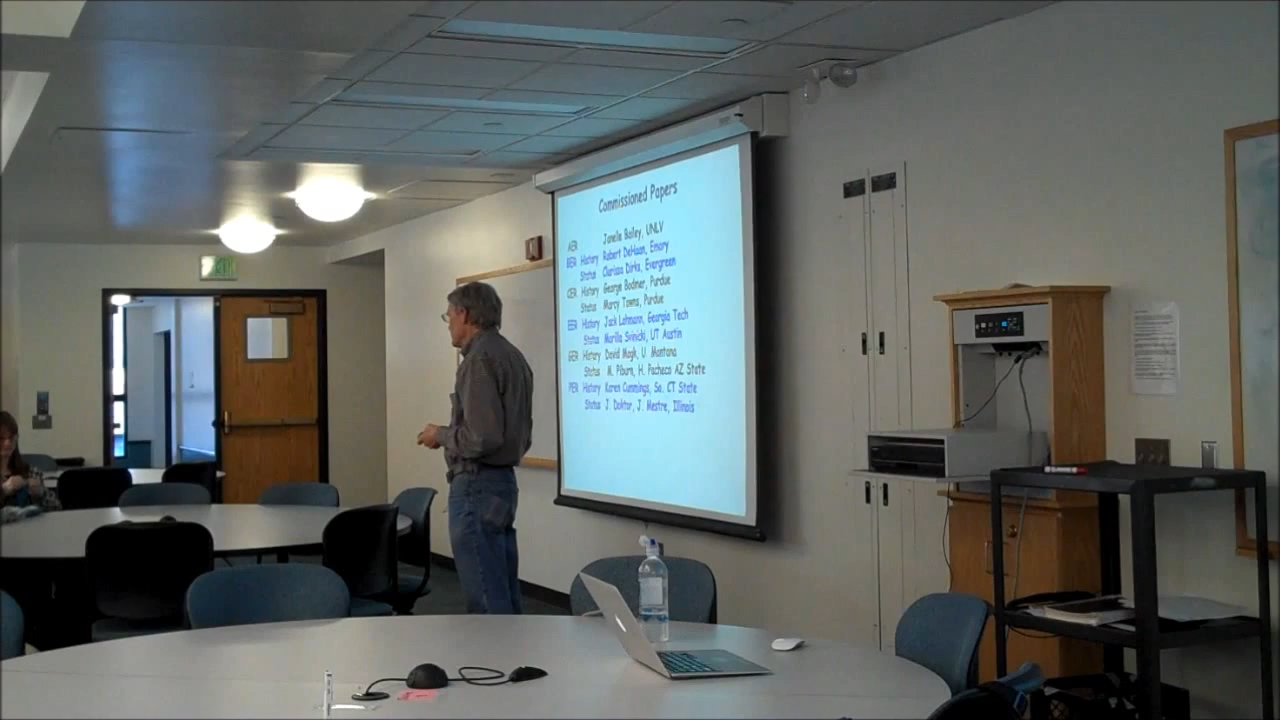 Commissioned Papers
AER Janelle Bailey, UNLV
BER History Robert DeHaan, Emory
Status Clarissa Dirks, Evergreen
CER History George Bodner, Purdue
Status Marcy Towns, Purdue
EER History Jack Lohmann, Georgia Tech
Status Marilla Svinicki, UT Austin
GER History David Mogk, U. Montana
Status M. Piburn, H. Pacheco AZ State
PER History Karen Cummings, So. CT State
Status J. Doktor, J. Mestre, Illinois
EXIT